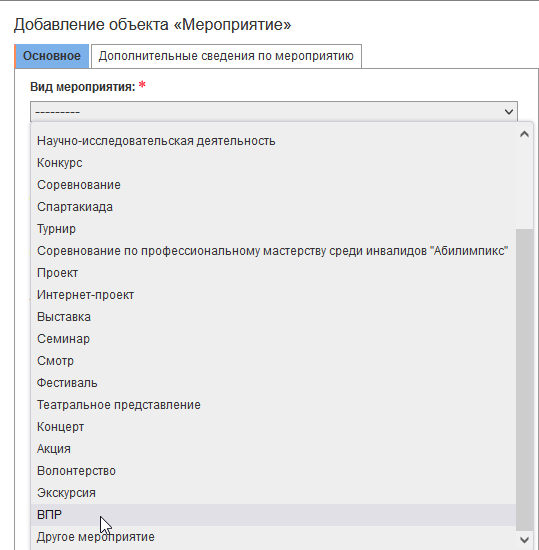 Добавление объекта «Мероприятие»
Основное Дополнительные сведения по мероприятию
Вид мероприятия: *
---------
Научно-исследовательская деятельность
Конкурс
Соревнование
Спартакиада
Турнир
Соревнование по профессиональному мастерству среди инвалидов "Абилимпикс"
Проект
Интернет-проект
Выставка
Семинар
Смотр
Фестиваль
Театральное представление
Концерт
Акция
Волонтерство
Экскурсия
ВПР
Другое мероприятие